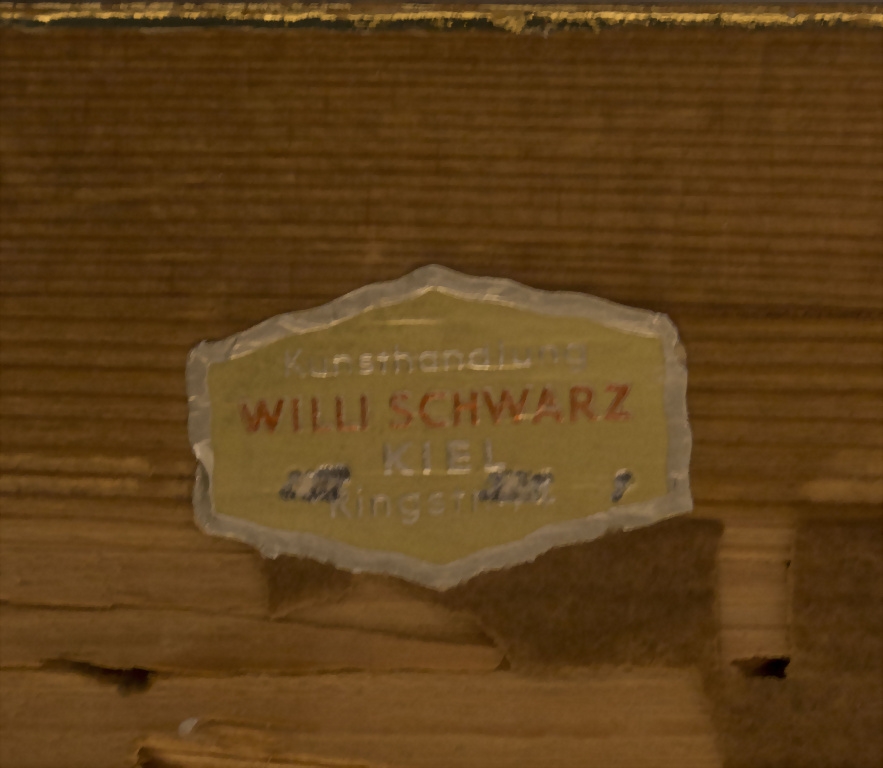 Kunsthandlung
WILLI SCHWARZ
KIEL